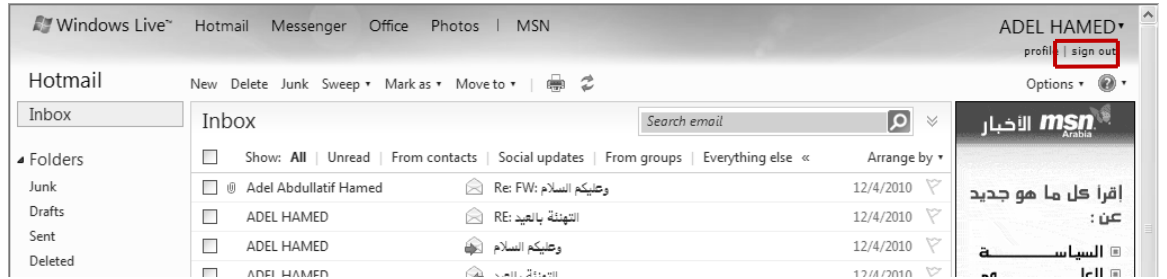 Windows Live™ Hotmail Messenger Office Photos | MSN ADEL HAMED
profile | sign out
Hotmail New Delete Junk Sweep Mark as Move to Options
Inbox
Inbox Search email
msn الأخبار
Arabia
Show: All | Unread | From contacts | Social updates | From groups | Everything else « Arrange by
Folders
Junk
Drafts
Sent
Deleted
Adel Abdullatif Hamed Re: FW: وعليكم السلام 12/4/2010
ADEL HAMED RE: التهنئة بالعيد 12/4/2010
ADEL HAMED وعليكم السلام 12/4/2010
ADEL HAMED 12/4/2010
إقرأ كل ما هو جديد
عن :
السياســـــــة